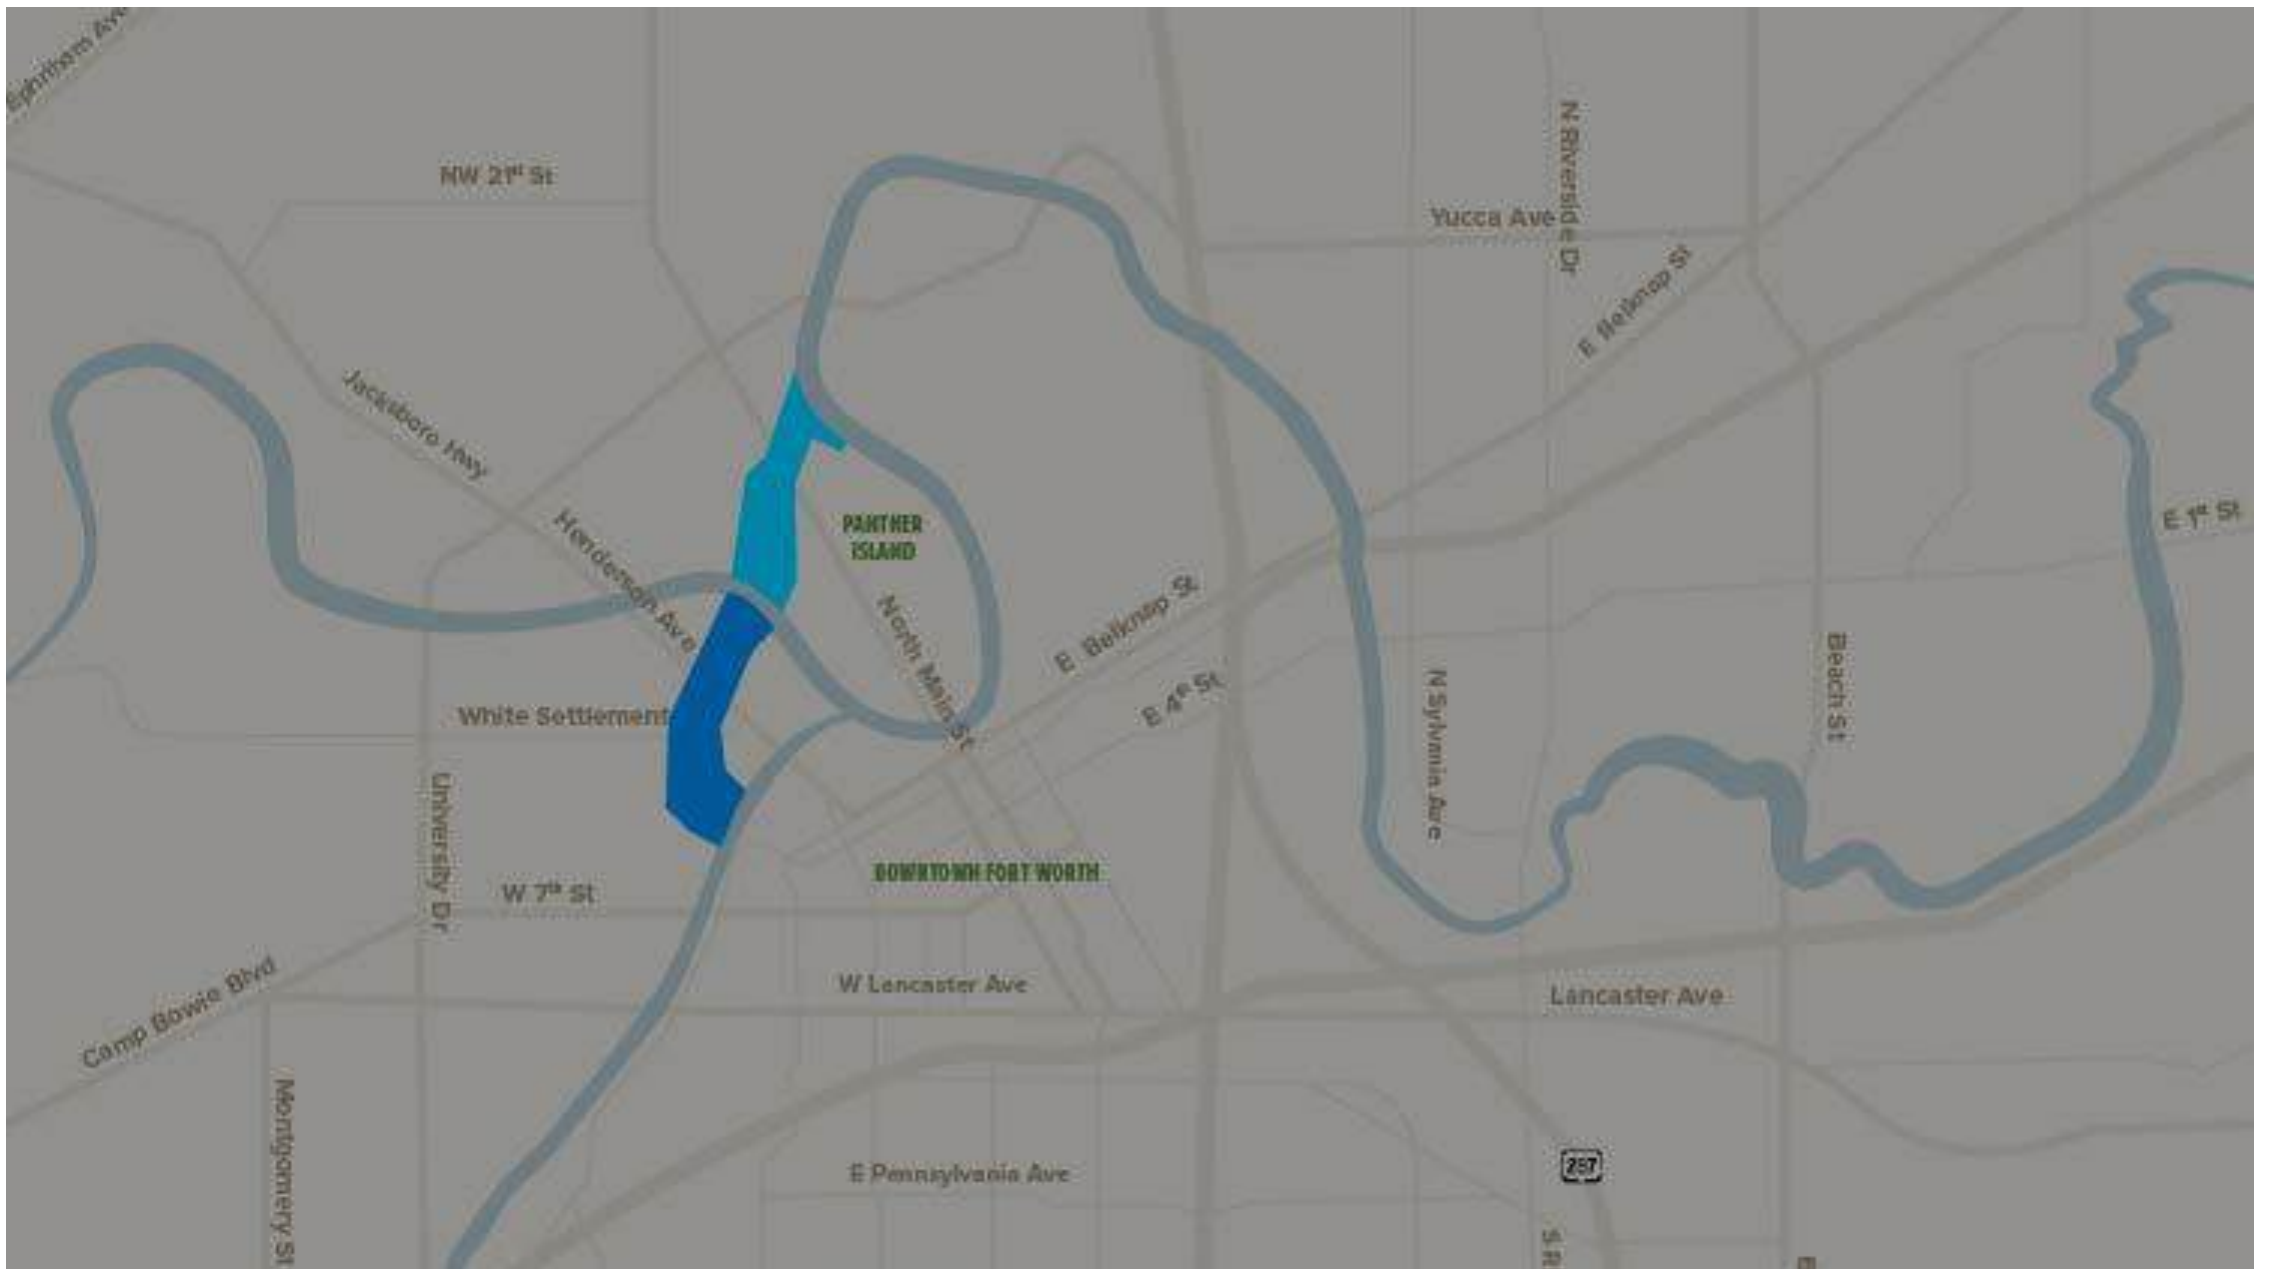 Ephriham Ave
N Riverside Dr
NW 21st St
Yucca Ave
E Belknap St
Jacksboro Hwy
Henderson Ave
PANTHER
ISLAND
E 1st St
North Main St
E Belknap St
E 4th St
Beach St
N Sylvania Ave
White Settlement
University Dr
DOWNTOWN FORT WORTH
W 7th St
Camp Bowie Blvd
W Lancaster Ave
Lancaster Ave
Montgomery St
E Pennsylvania Ave
287
S R